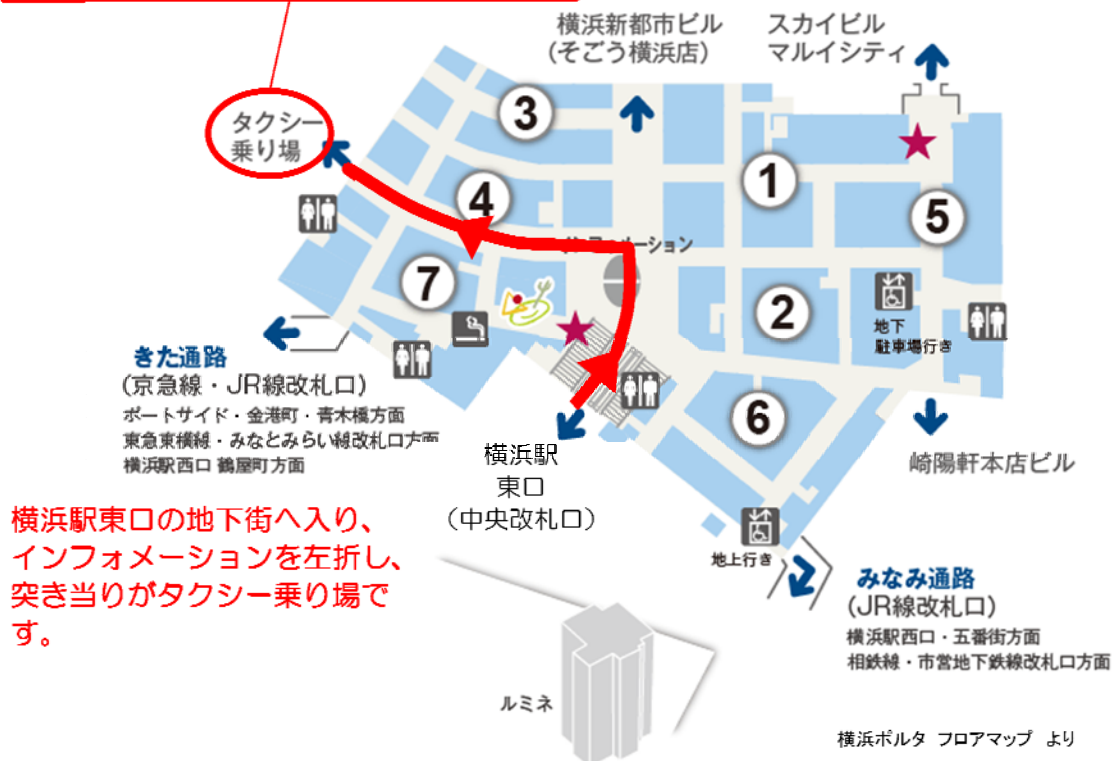 横浜新都市ビル
(そごう横浜店)
スカイビル
マルイシティ
タクシー
乗り場
3
1
4
5
インフォメーション
7
2
地下
駐車場行き
きた通路
(京急線・JR線改札口)
ポートサイド・金港町・青木橋方面
東急東横線・みなとみらい線改札口方面
横浜駅西口 鶴屋町方面
6
横浜駅
東口
(中央改札口)
崎陽軒本店ビル
横浜駅東口の地下街へ入り、
インフォメーションを左折し、
突き当りがタクシー乗り場で
す。
地上行き
みなみ通路
(JR線改札口)
横浜駅西口・五番街方面
相鉄線・市営地下鉄線改札口方面
ルミネ
横浜ポルタ フロアマップ より